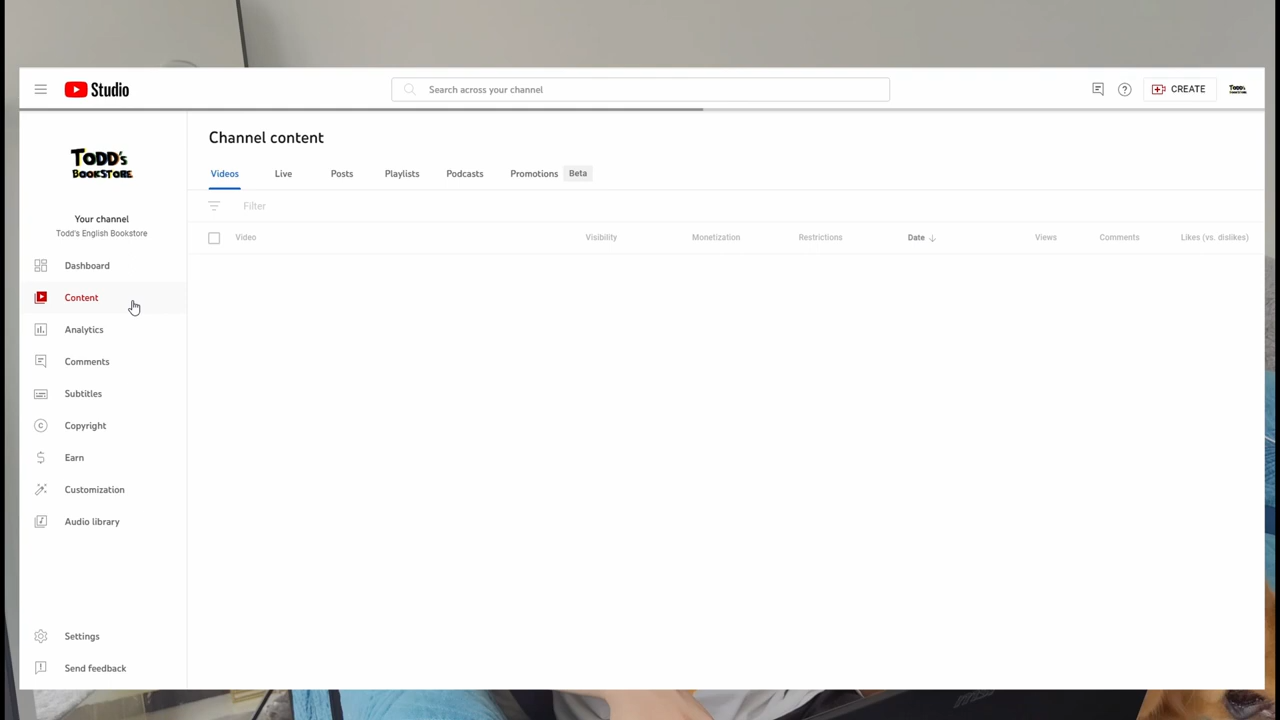 Studio
Search across your channel
CREATE
TODD's
BOOKSTORE
TODD's
BOOKSTORE
Your channel
Todd's English Bookstore
Dashboard
Content
Analytics
Comments
Subtitles
Copyright
Earn
Customization
Audio library
Settings
Send feedback
Channel content
Videos
Live
Posts
Playlists
Podcasts
Promotions
Beta
Filter
Video
Visibility
Monetization
Restrictions
Date
Views
Comments
Likes (vs. dislikes)